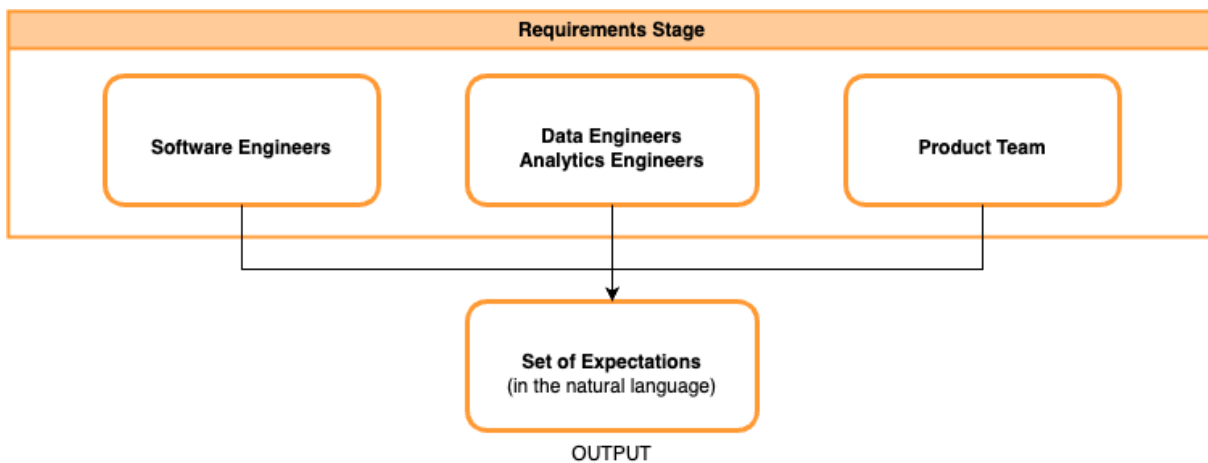 Requirements Stage
Software Engineers
Data Engineers
Analytics Engineers
Product Team
Set of Expectations
(in the natural language)
OUTPUT